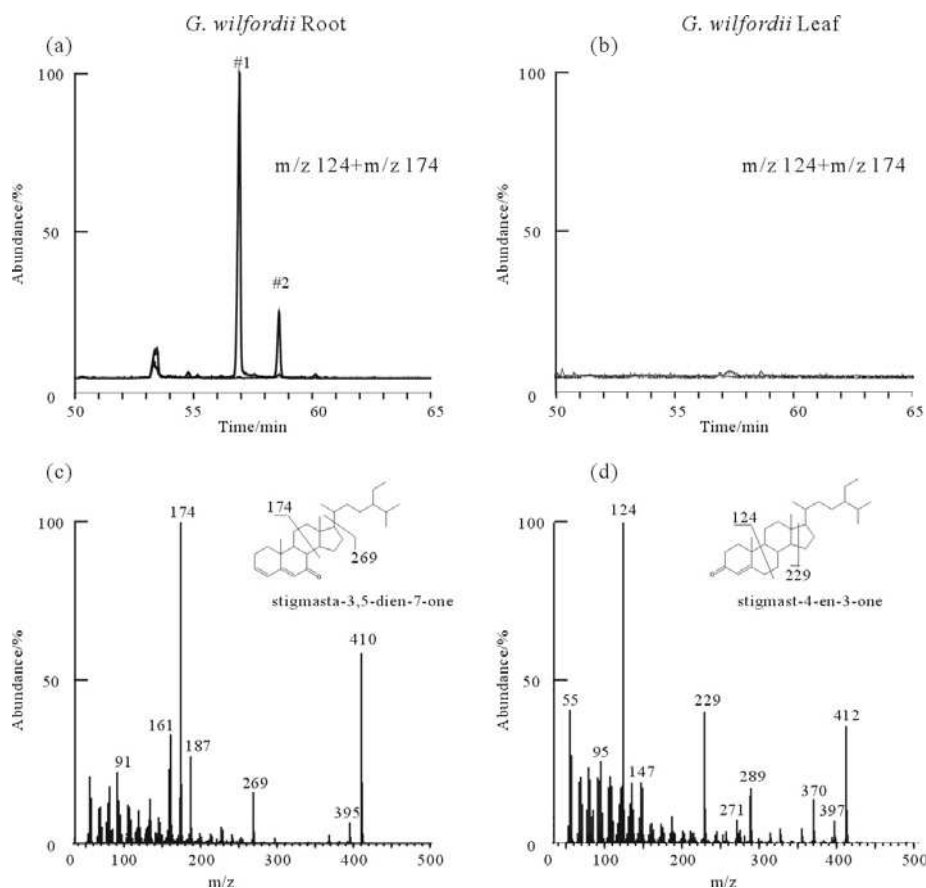 G. wilfordii Root
(a)
#1
100
m/z 124+m/z 174
50
#2
0
Abundance/%
50 55 60 65
Time/min
G. wilfordii Leaf
(b)
100
m/z 124+m/z 174
50
0
Abundance/%
50 55 60 65
Time/min
(c)
174
100
174
269
O
stigmasta-3,5-dien-7-one
410
50
161
187
91
269
395
0
Abundance/%
0 100 200 300 400 500
m/z
(d)
124
100
124
229
O
stigmast-4-en-3-one
412
50
55
229
95
147
289
271
370
397
0
Abundance/%
0 100 200 300 400 500
m/z